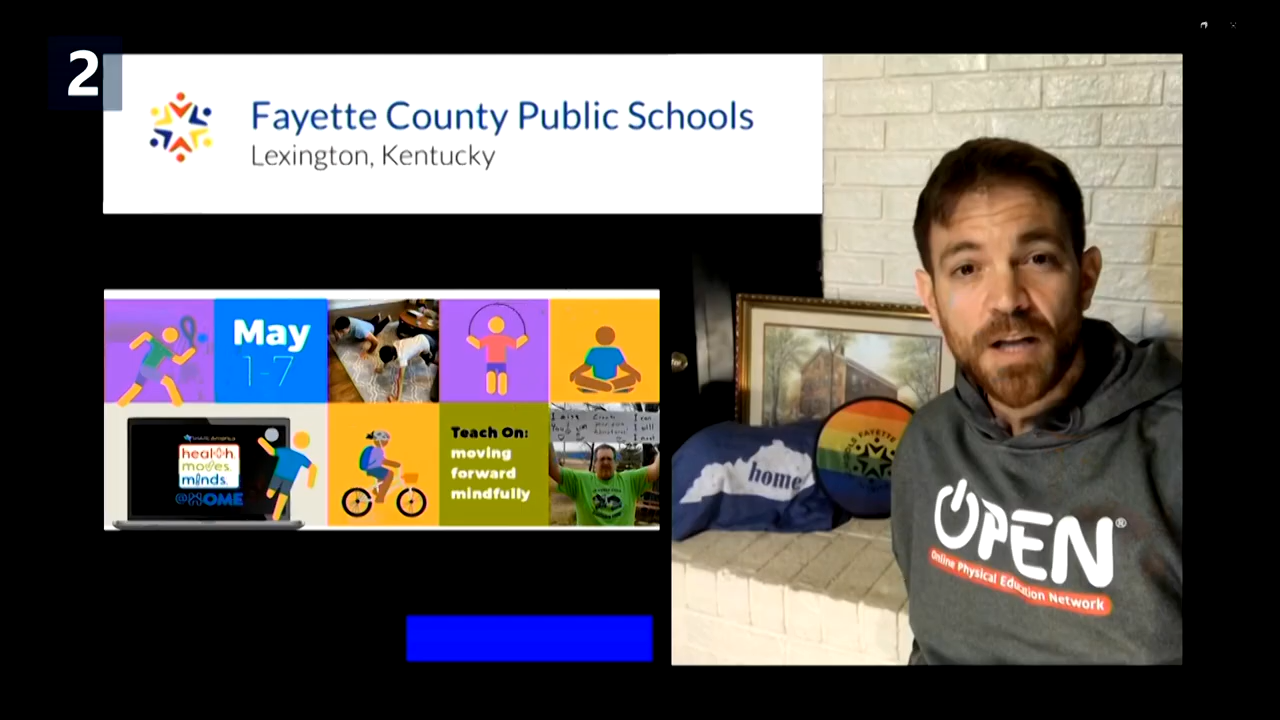 2
Fayette County Public Schools
Lexington, Kentucky
May
1-7
health.
moves.
minds.
@HOME
Teach On:
moving
forward
mindfully
home
FAYETTE
OPEN®
Online Physical Education Network